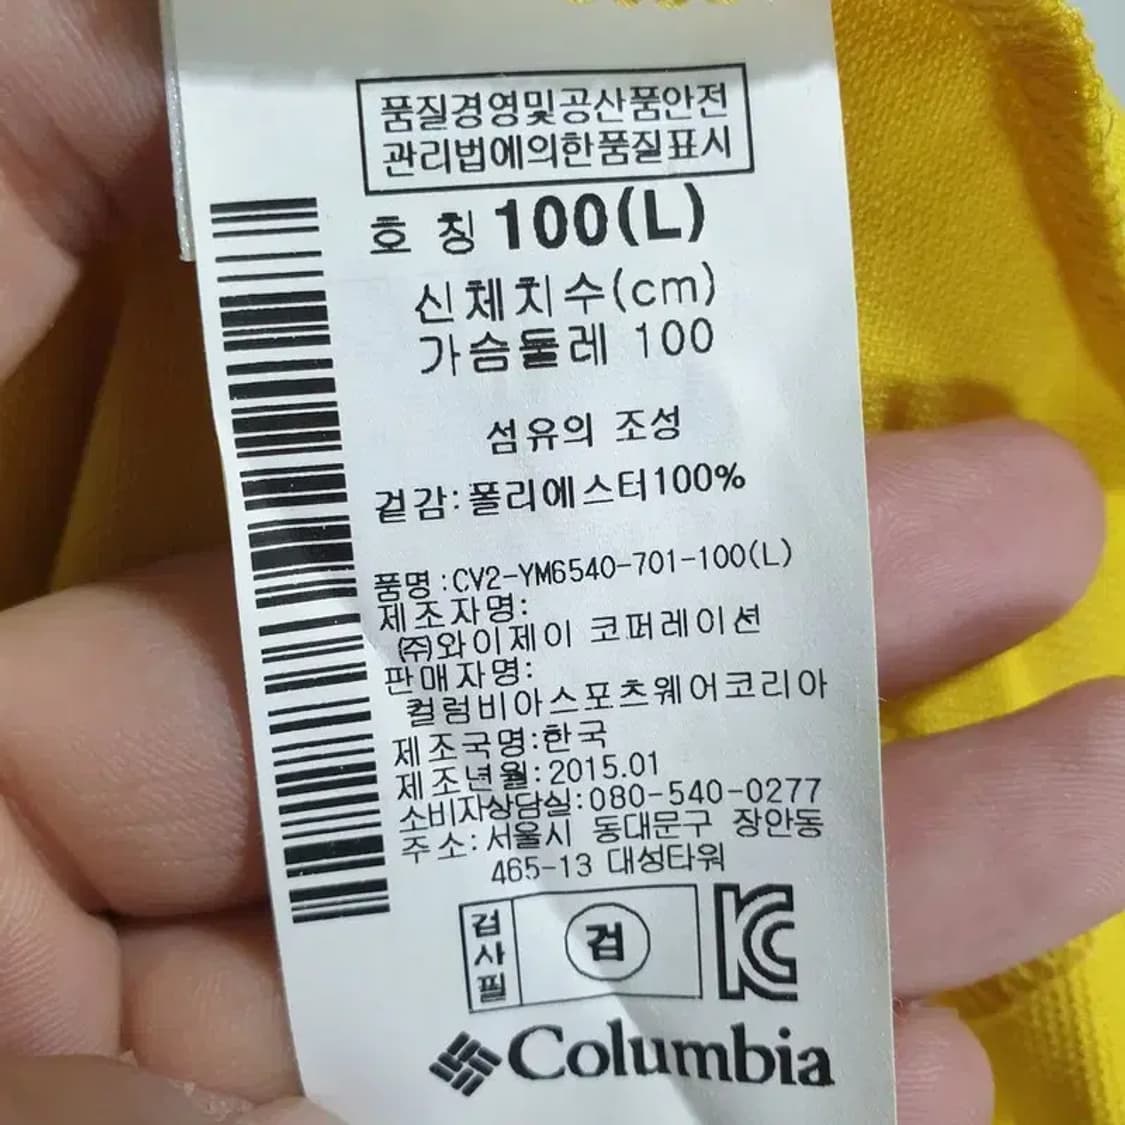 품질경영및공산품안전
관리법에의한품질표시
호 칭 100(L)
신체치수(cm)
가슴둘레 100
섬유의 조성
겉감:폴리에스터100%
품명:CV2-YM6540-701-100(L)
제조자명:
(주)와이제이 코퍼레이션
판매자명:
컬럼비아스포츠웨어코리아
제조국명:한국
제조년월:2015.01
소비자상담실:080-540-0277
주소:서울시 동대문구 장안동
465-13 대성타워
검사필
검
KC
Columbia